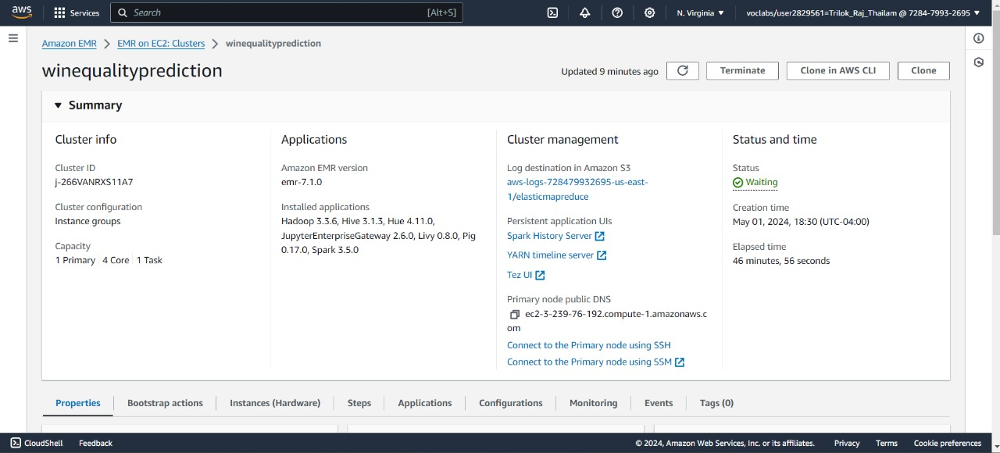 aws
Services
Search
[Alt+S]
N. Virginia
voclabs/user2829561=Trilok_Raj_Thailam @ 7284-7993-2695
Amazon EMR
EMR on EC2: Clusters
winequalityprediction
winequalityprediction
Updated 9 minutes ago
Terminate
Clone in AWS CLI
Clone
Summary
Cluster info
Cluster ID
j-266VANRXS11A7
Cluster configuration
Instance groups
Capacity
1 Primary 4 Core 1 Task
Applications
Amazon EMR version
emr-7.1.0
Installed applications
Hadoop 3.3.6, Hive 3.1.3, Hue 4.11.0,
JupyterEnterpriseGateway 2.6.0, Livy 0.8.0, Pig
0.17.0, Spark 3.5.0
Cluster management
Log destination in Amazon S3
aws-logs-728479932695-us-east-
1/elasticmapreduce
Persistent application UIs
Spark History Server
YARN timeline server
Tez UI
Primary node public DNS
ec2-3-239-76-192.compute-1.amazonaws.c
om
Connect to the Primary node using SSH
Connect to the Primary node using SSM
Status and time
Status
Waiting
Creation time
May 01, 2024, 18:30 (UTC-04:00)
Elapsed time
46 minutes, 56 seconds
Properties
Bootstrap actions
Instances (Hardware)
Steps
Applications
Configurations
Monitoring
Events
Tags (0)
CloudShell
Feedback
© 2024, Amazon Web Services, Inc. or its affiliates.
Privacy
Terms
Cookie preferences